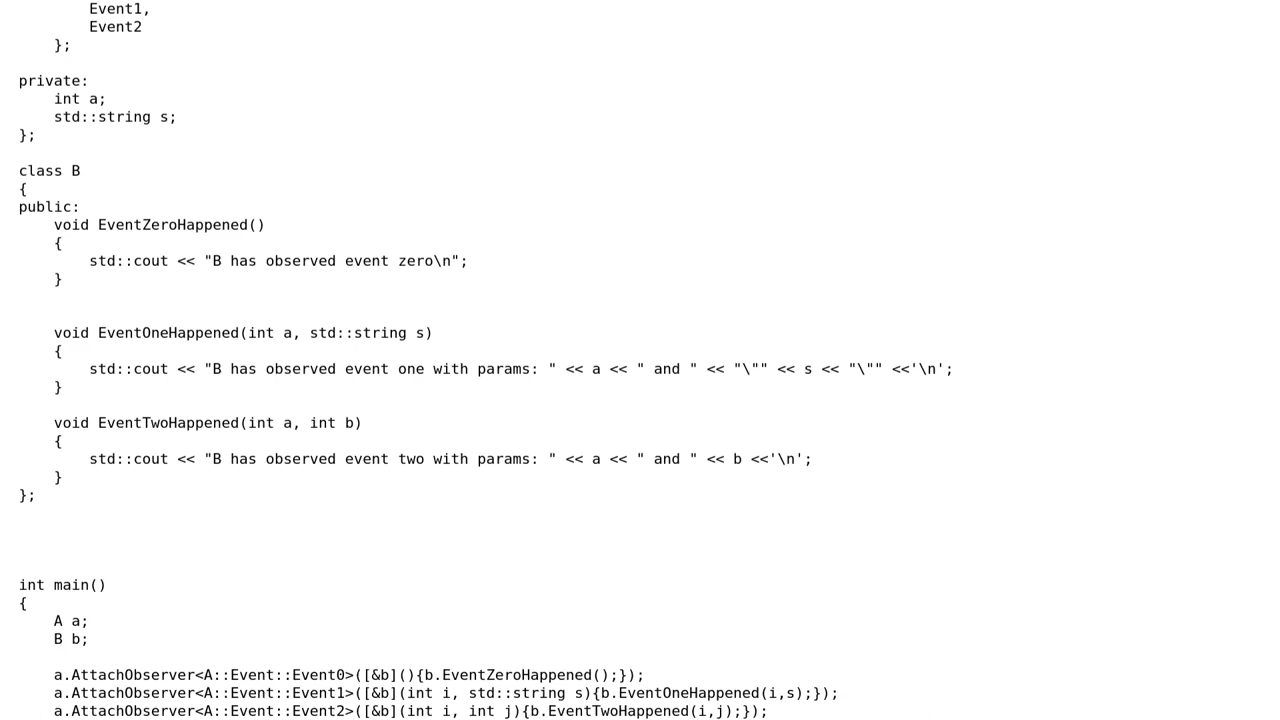 Event1,
        Event2
    };

private:
    int a;
    std::string s;
};

class B
{
public:
    void EventZeroHappened()
    {
        std::cout << "B has observed event zero\n";
    }


    void EventOneHappened(int a, std::string s)
    {
        std::cout << "B has observed event one with params: " << a << " and " << "\"" << s << "\"" <<'\n';
    }

    void EventTwoHappened(int a, int b)
    {
        std::cout << "B has observed event two with params: " << a << " and " << b <<'\n';
    }
};




int main()
{
    A a;
    B b;

    a.AttachObserver<A::Event::Event0>([&b](){b.EventZeroHappened();});
    a.AttachObserver<A::Event::Event1>([&b](int i, std::string s){b.EventOneHappened(i,s);});
    a.AttachObserver<A::Event::Event2>([&b](int i, int j){b.EventTwoHappened(i,j);});